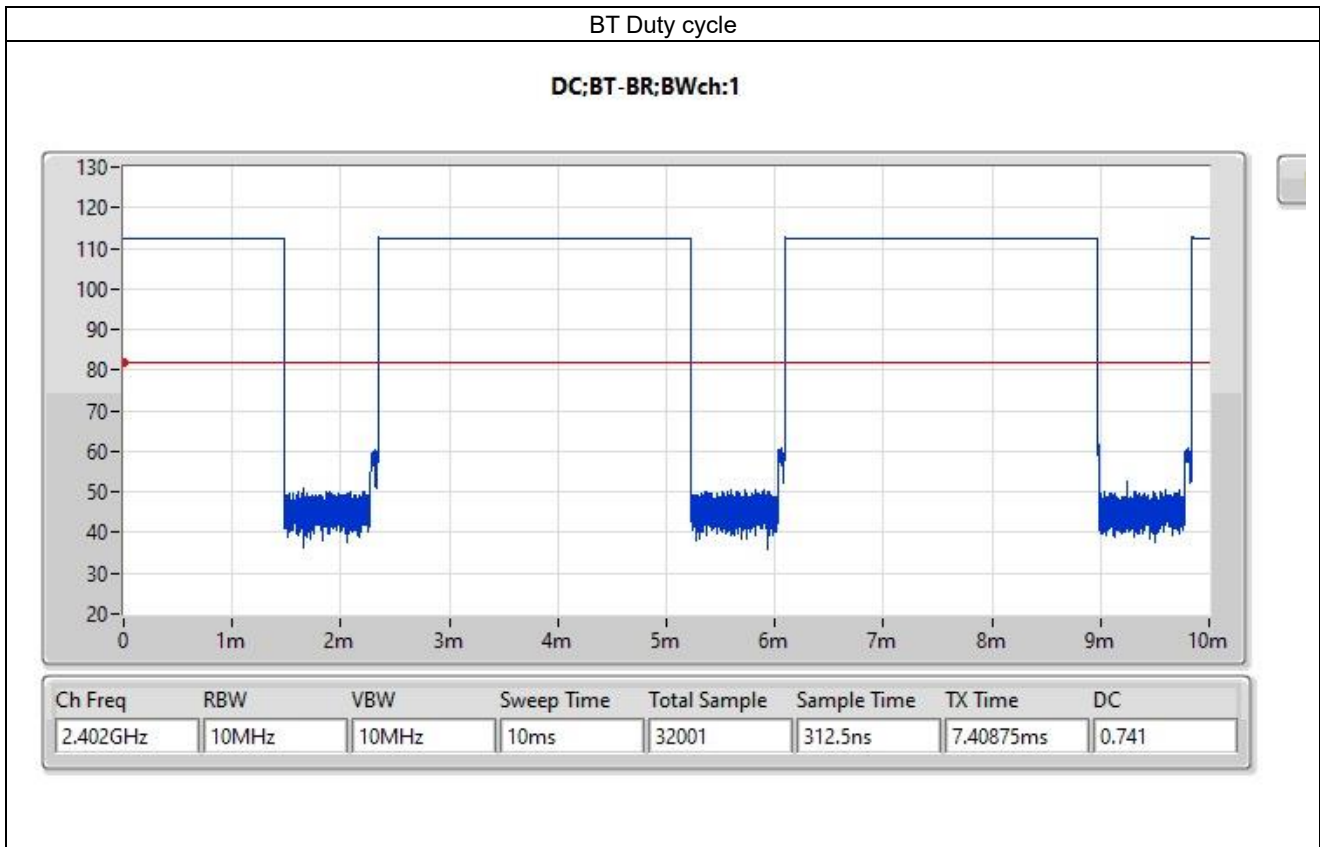 BT Duty cycle
DC;BT-BR;BWch:1
130
120
110
100
90
80
70
60
50
40
30
20
0 1m 2m 3m 4m 5m 6m 7m 8m 9m 10m
Ch Freq RBW VBW Sweep Time Total Sample Sample Time TX Time DC
2.402GHz 10MHz 10MHz 10ms 32001 312.5ns 7.40875ms 0.741